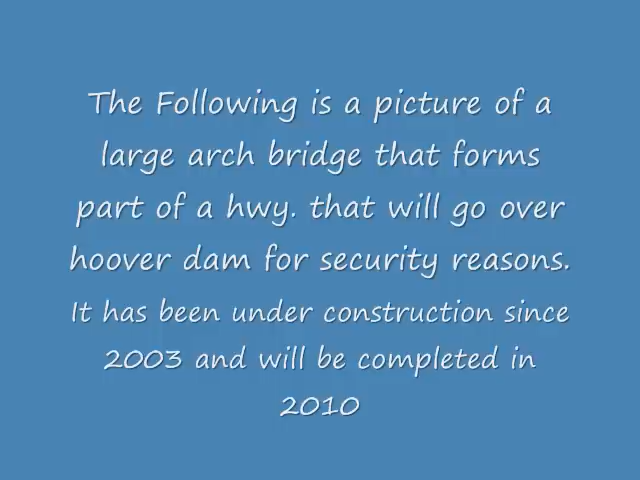 The Following is a picture of a
large arch bridge that forms
part of a hwy. that will go over
hoover dam for security reasons.
It has been under construction since
2003 and will be completed in
2010